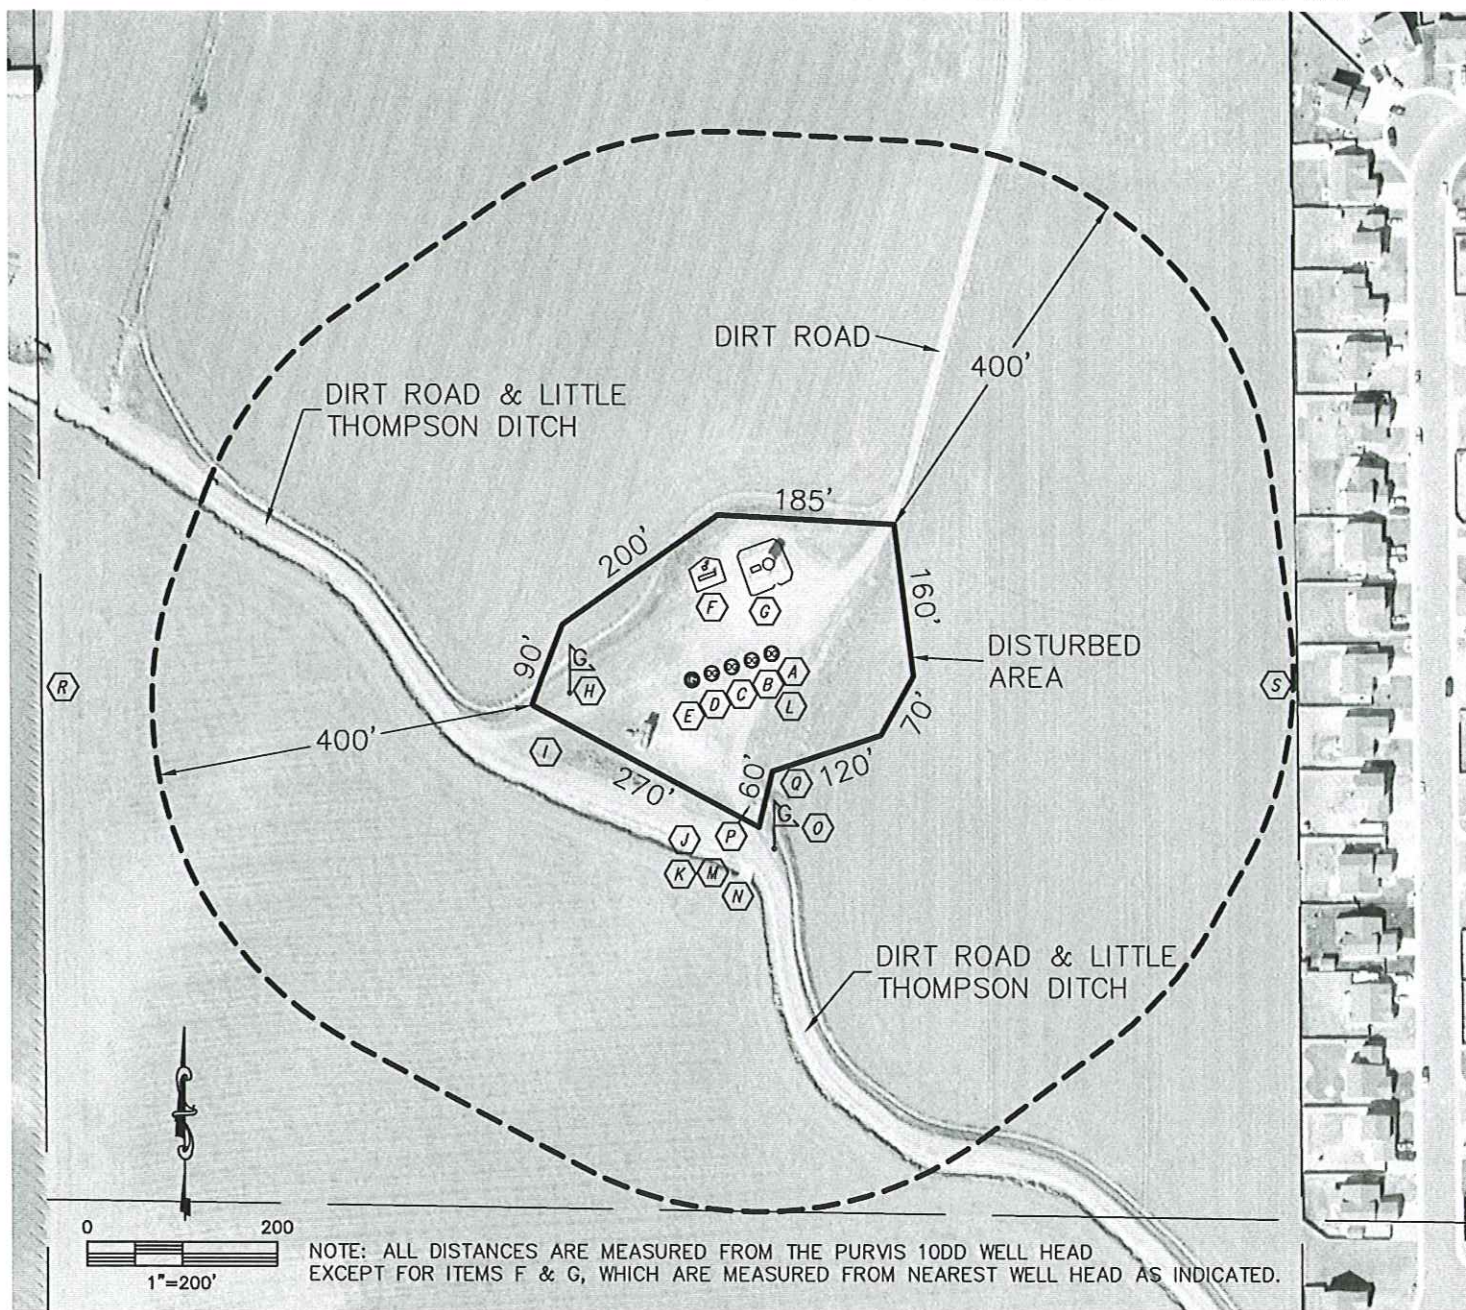 DIRT ROAD
400'
DIRT ROAD & LITTLE
THOMPSON DITCH
185'
200'
160'
F
G
90'
G
H
DISTURBED
AREA
R
S
A
B
C
D
E
L
G
70'
400'
I
270'
60'
120'
Q
G
O
P
J
K
M
N
DIRT ROAD & LITTLE
THOMPSON DITCH
0 200
1"=200'
NOTE: ALL DISTANCES ARE MEASURED FROM THE PURVIS 10DD WELL HEAD
EXCEPT FOR ITEMS F & G, WHICH ARE MEASURED FROM NEAREST WELL HEAD AS INDICATED.